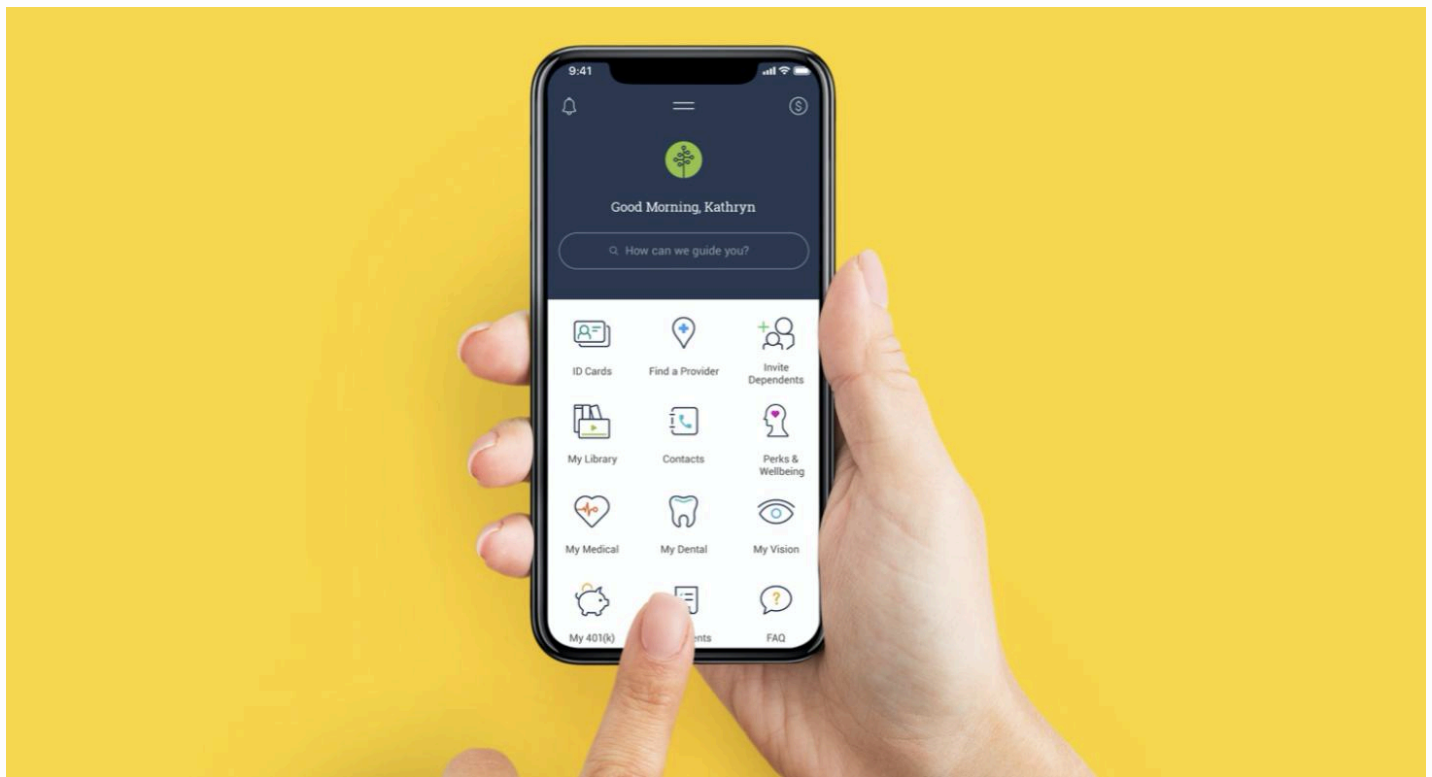 9:41
Good Morning, Kathryn
How can we guide you?
ID Cards
Find a Provider
Invite
Dependents
My Library
Contacts
Perks &
Wellbeing
My Medical
My Dental
My Vision
My 401(k)
FAQ